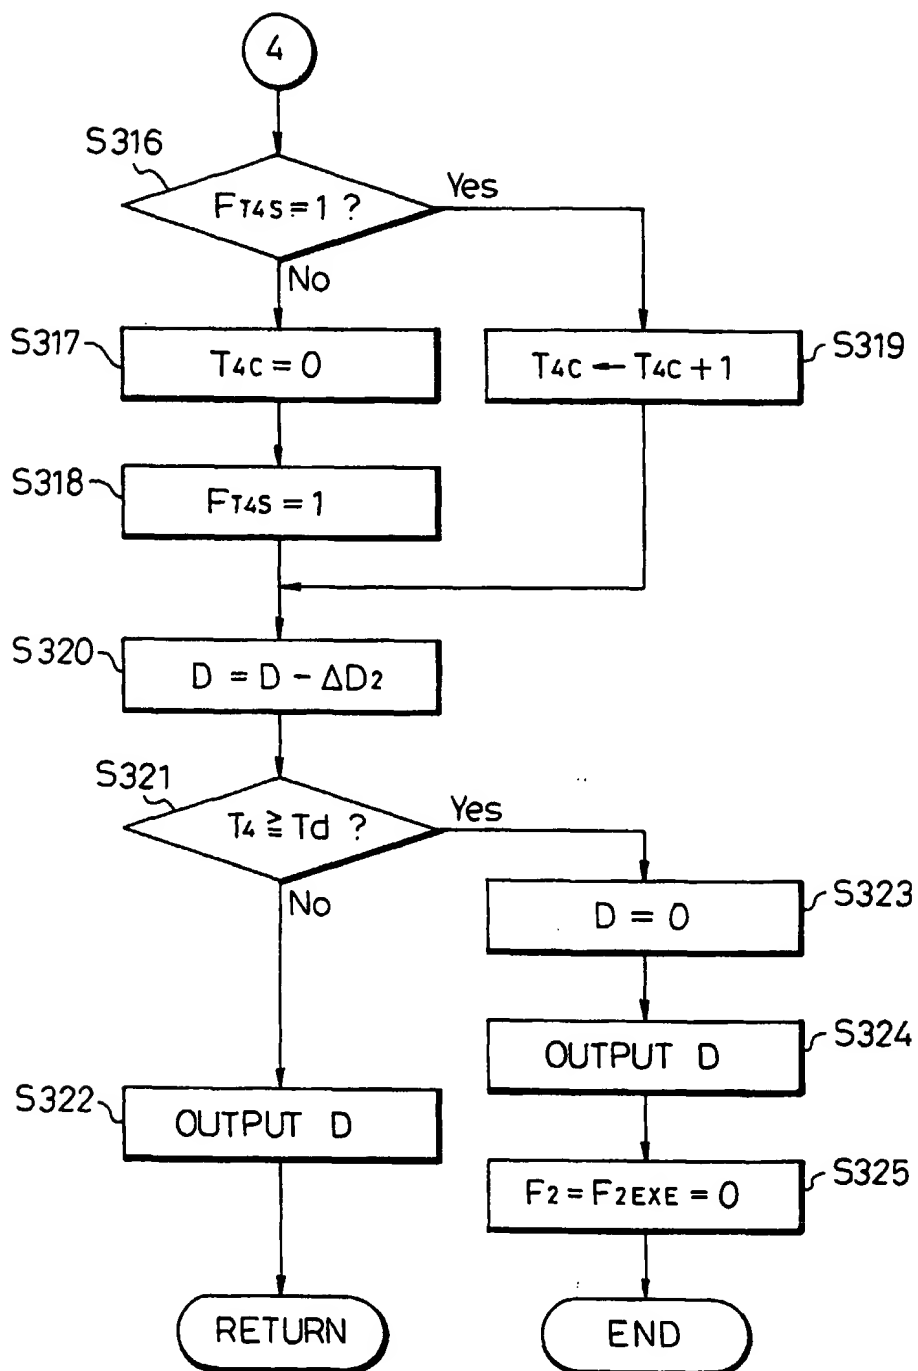 4
S316
FT4S=1 ?
Yes
No
S317
T4C=0
S319
T4C ← T4C+1
S318
FT4S=1
S320
D = D - ΔD2
S321
T4 ≧ Td ?
Yes
No
S323
D = 0
S324
OUTPUT D
S322
OUTPUT D
S325
F2=F2EXE=0
RETURN
END